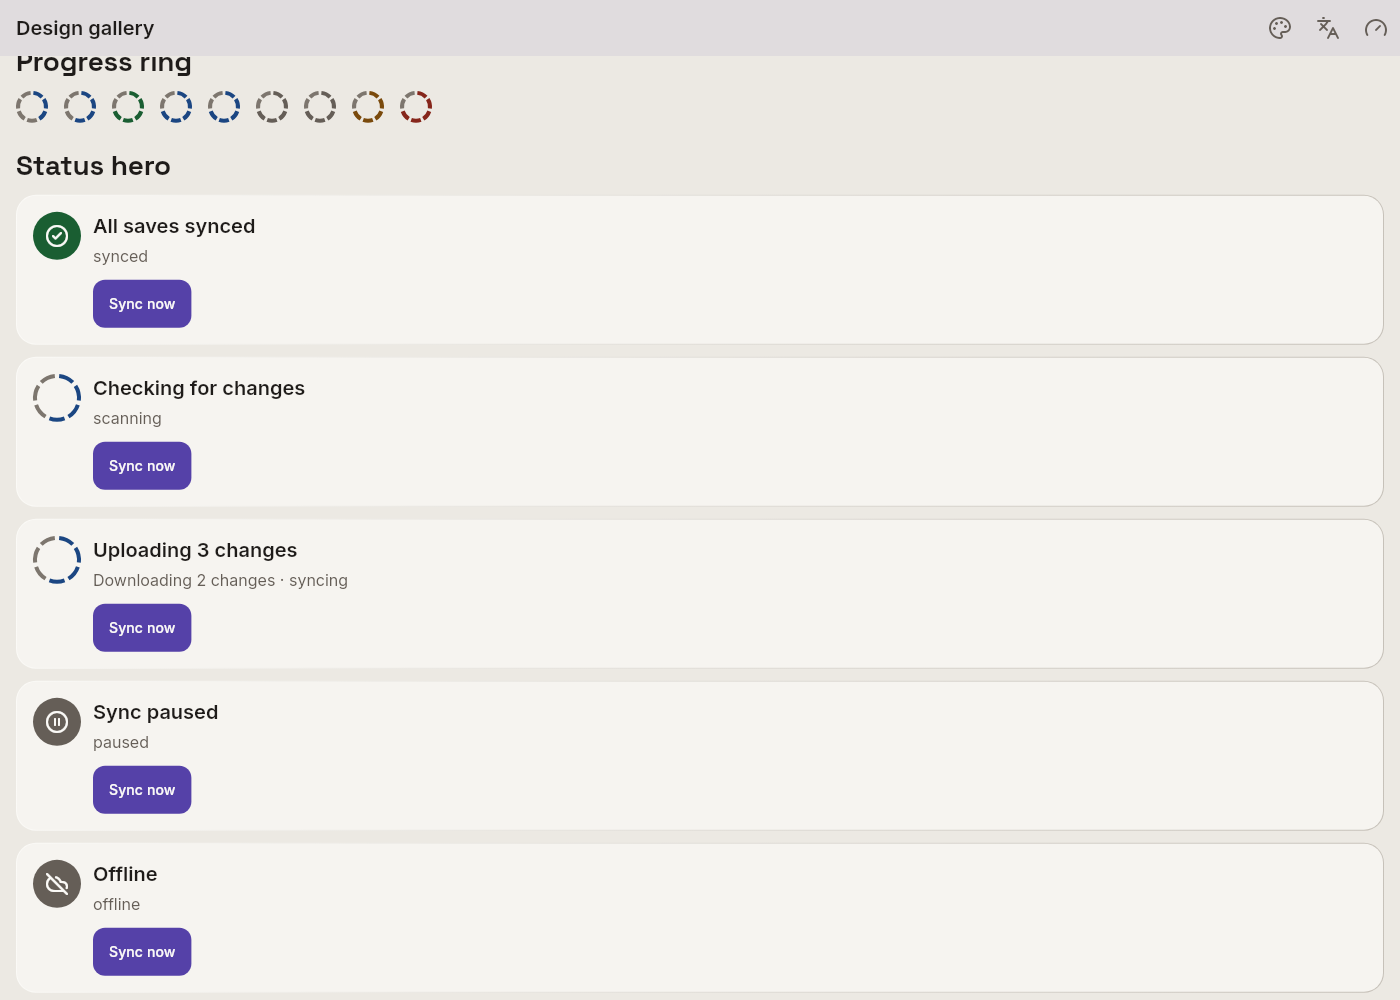 Design gallery
Progress ring
Status hero
All saves synced
synced
Sync now
Checking for changes
scanning
Sync now
Uploading 3 changes
Downloading 2 changes · syncing
Sync now
Sync paused
paused
Sync now
Offline
offline
Sync now